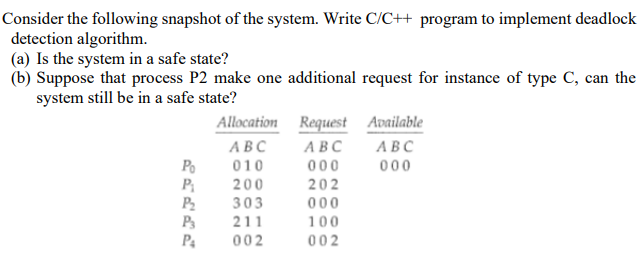 Consider the following snapshot of the system. Write C/C++ program to implement deadlock
detection algorithm.
(a) Is the system in a safe state?
(b) Suppose that process P2 make one additional request for instance of type C, can the
system still be in a safe state?
Allocation Request Available
A B C A B C A B C
P0 0 1 0 0 0 0 0 0 0
P1 2 0 0 2 0 2
P2 3 0 3 0 0 0
P3 2 1 1 1 0 0
P4 0 0 2 0 0 2